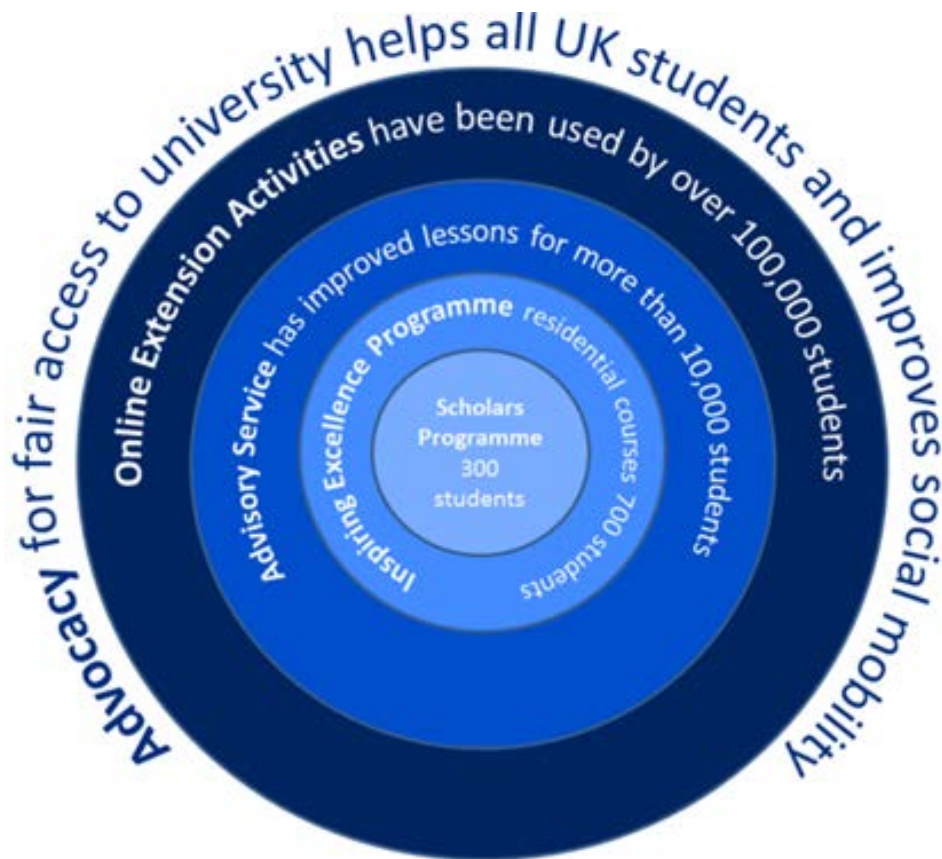 Advocacy for fair access to university helps all UK students and improves social mobility
Online Extension Activities have been used by over 100,000 students
Advisory Service has improved lessons for more than 10,000 students
Inspiring Excellence Programme residential courses 700 students
Scholars
Programme
300
students